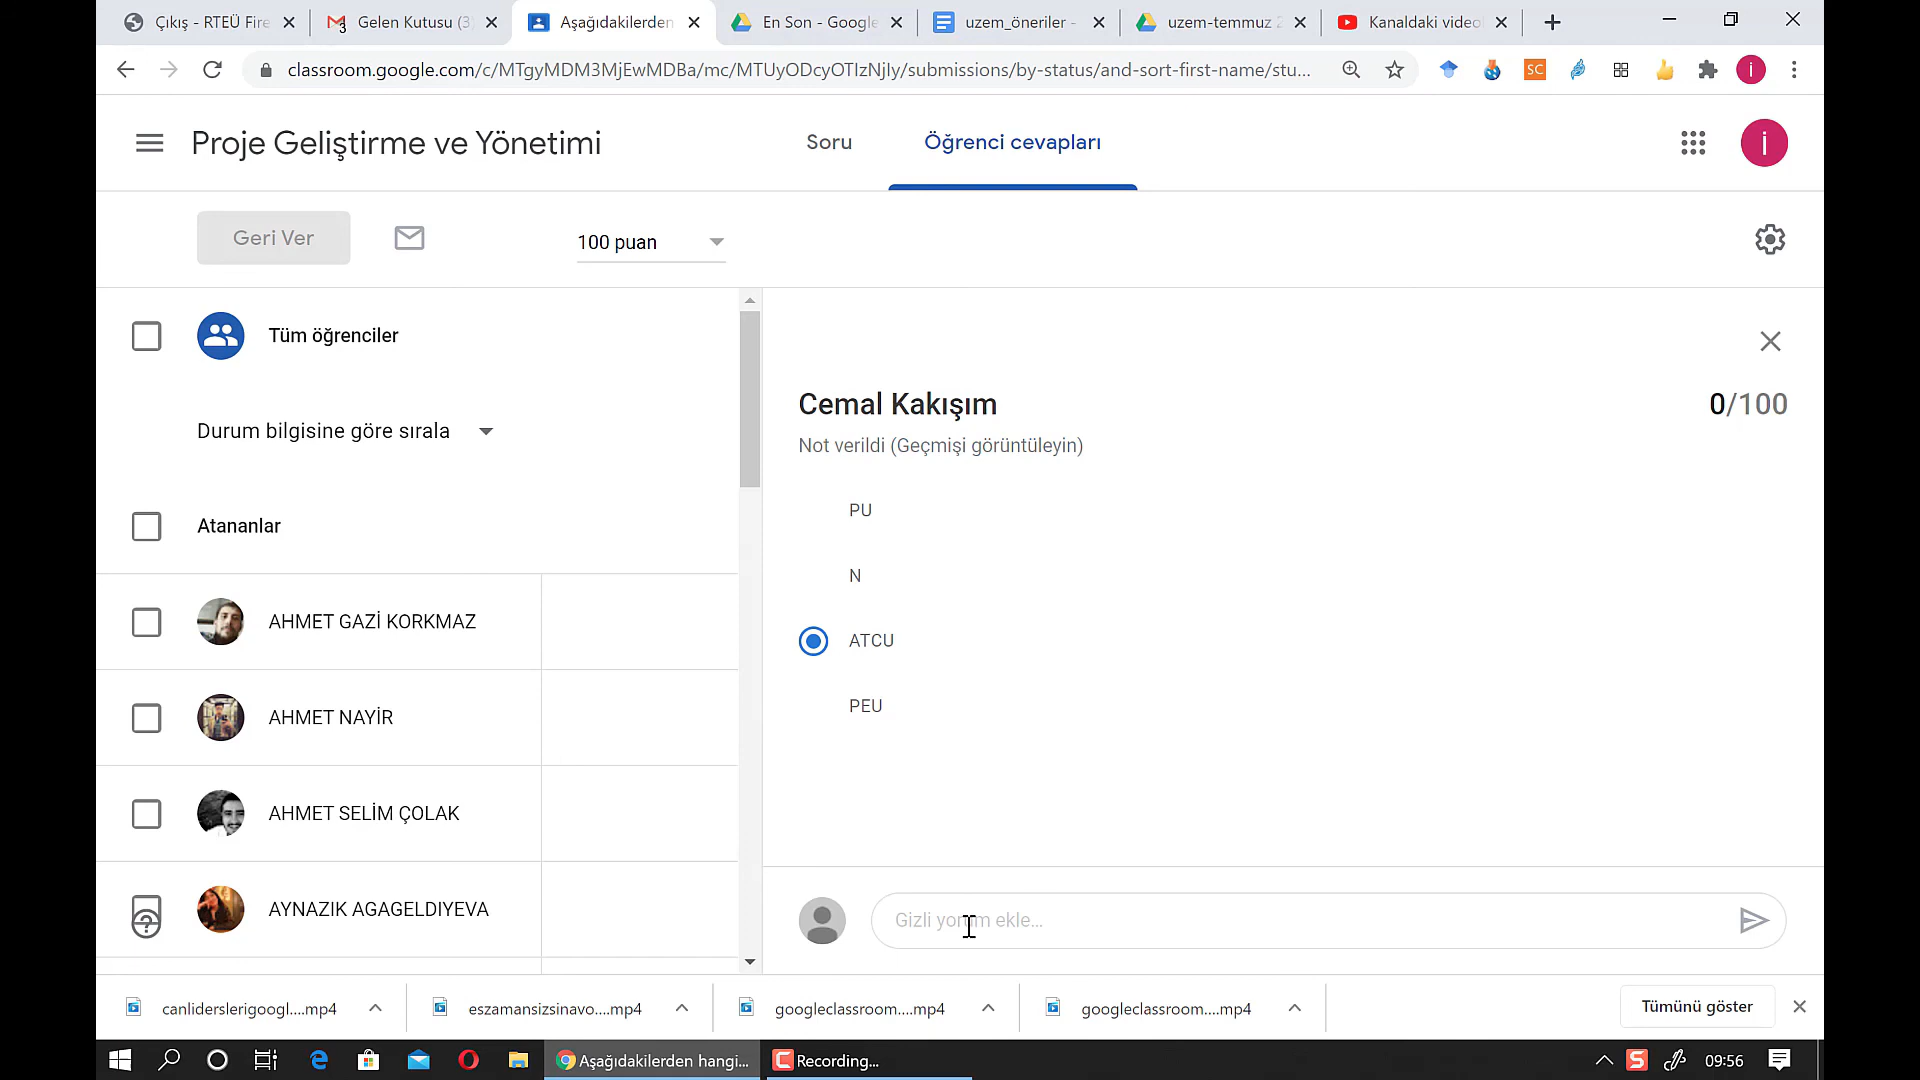 Çıkış - RTEÜ Fire
Gelen Kutusu (3
Aşağıdakilerden
En Son - Google
uzem_öneriler -
uzem-temmuz 2
Kanaldaki video
classroom.google.com/c/MTgyMDM3MjEwMDBa/mc/MTUyODcyOTIzNjIy/submissions/by-status/and-sort-first-name/stu...
SC
i
Proje Geliştirme ve Yönetimi
Soru
Öğrenci cevapları
i
Geri Ver
100 puan
Tüm öğrenciler
Durum bilgisine göre sırala
Atananlar
AHMET GAZİ KORKMAZ
AHMET NAYİR
AHMET SELİM ÇOLAK
AYNAZIK AGAGELDIYEVA
Cemal Kakışım
0/100
Not verildi (Geçmişi görüntüleyin)
PU
N
ATCU
PEU
Gizli yorum ekle...
canliderslerigoogl....mp4
eszamansizsinavo....mp4
googleclassroom....mp4
googleclassroom....mp4
Tümünü göster
Aşağıdakilerden hangi...
Recording...
09:56